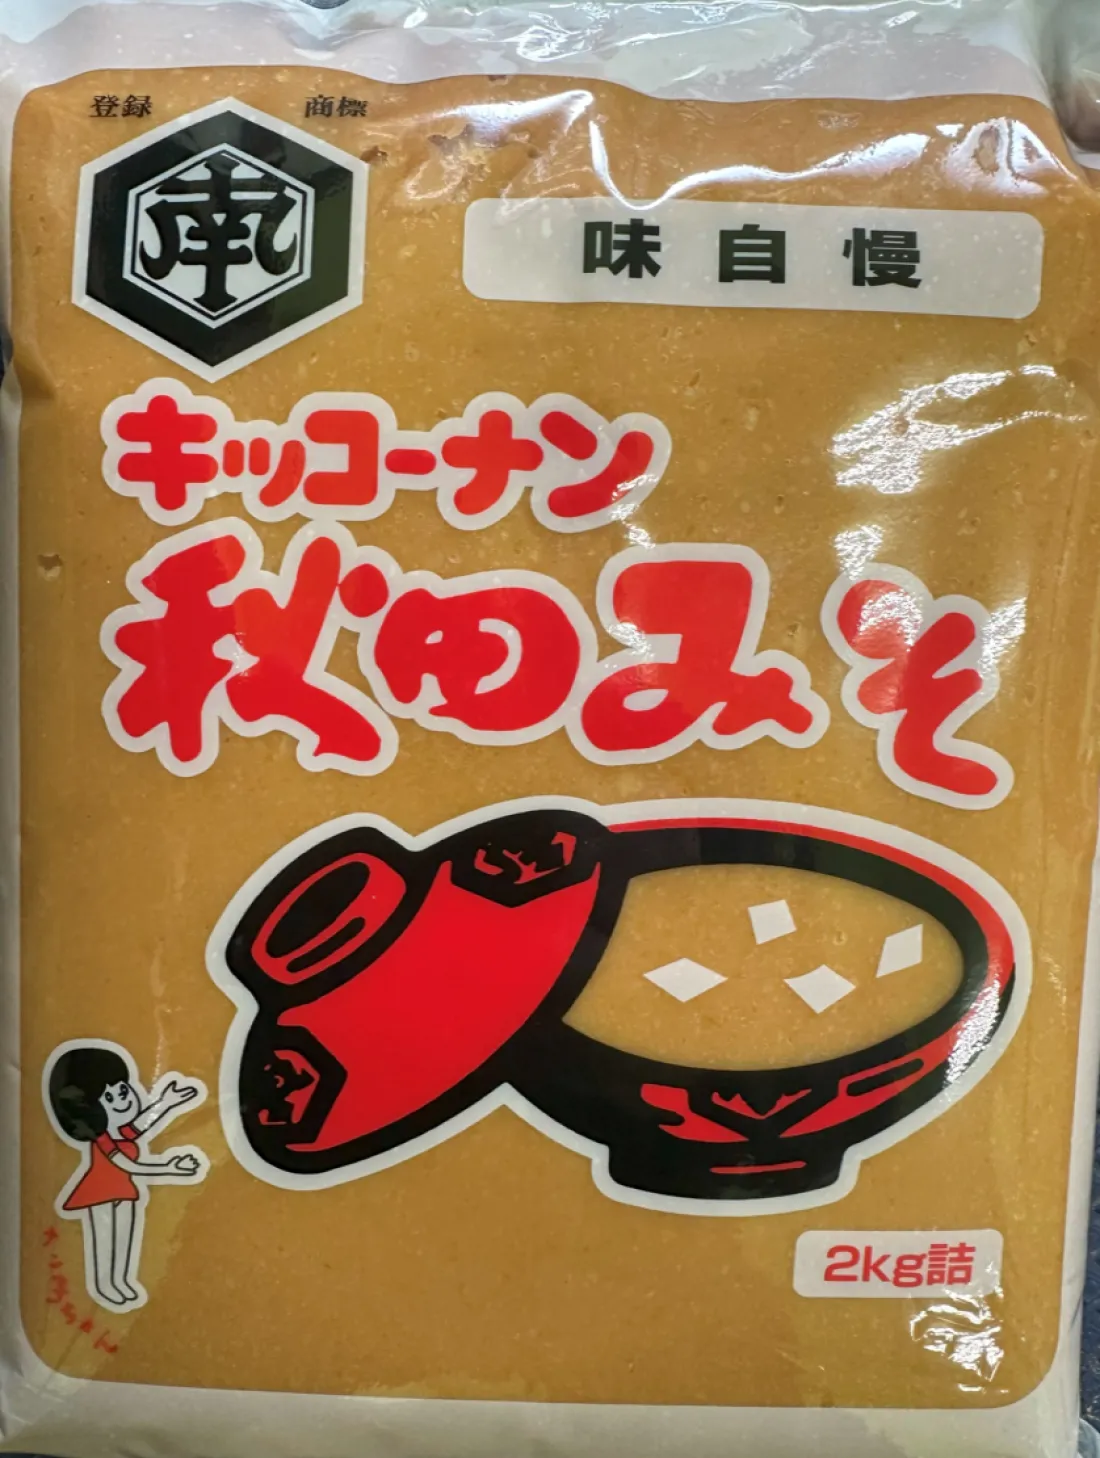 登録 商標
南
味自慢
キッコーナン
秋田みそ
2kg詰